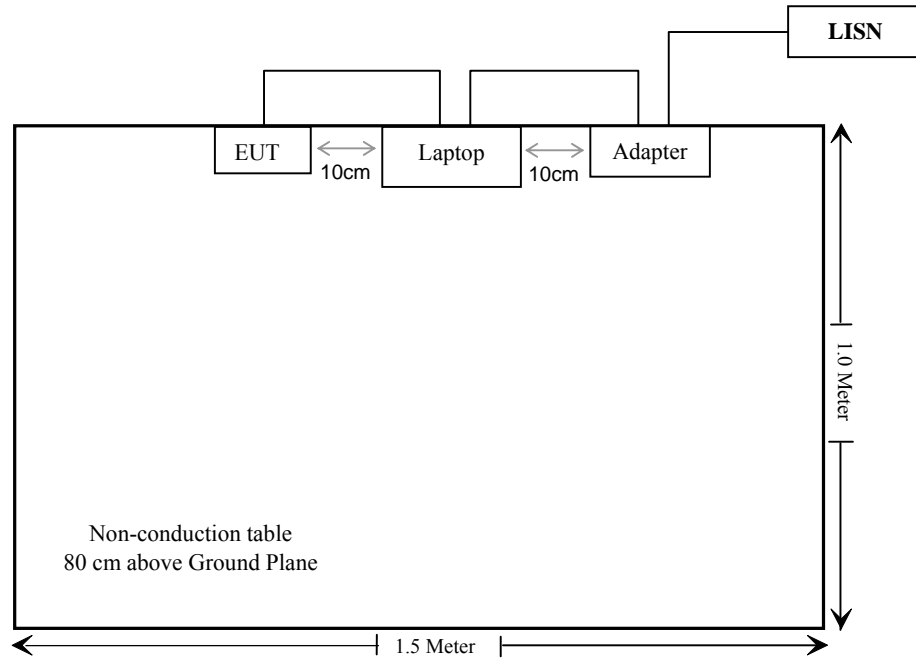 LISN
EUT
Laptop
Adapter
10cm
10cm
1.0 Meter
Non-conduction table
80 cm above Ground Plane
1.5 Meter